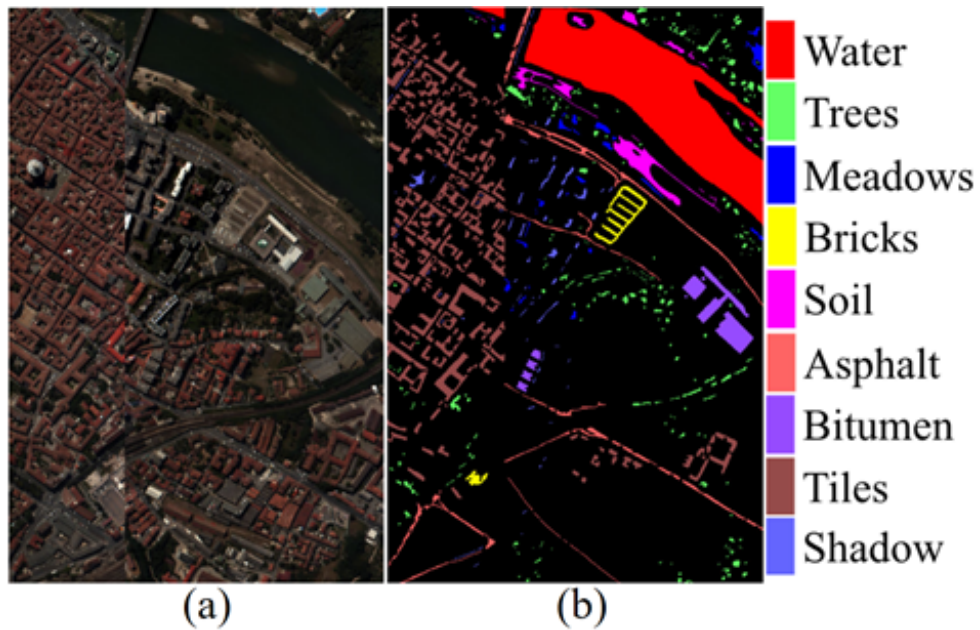 Water
Trees
Meadows
Bricks
Soil
Asphalt
Bitumen
Tiles
Shadow
(a)
(b)